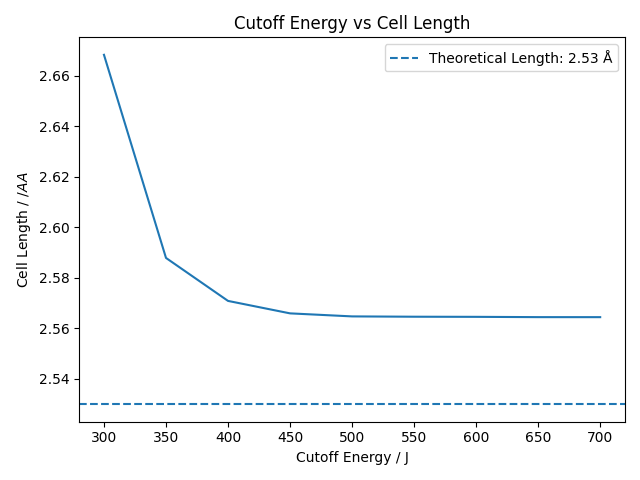 Cutoff Energy vs Cell Length
Theoretical Length: 2.53 Å
Cell Length / /AA
2.66
2.64
2.62
2.60
2.58
2.56
2.54
300 350 400 450 500 550 600 650 700
Cutoff Energy / J